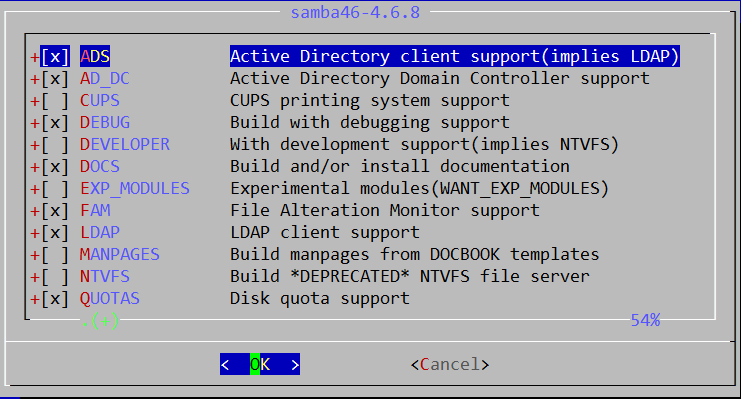 samba46-4.6.8
+[x] ADS Active Directory client support(implies LDAP)
+[x] AD_DC Active Directory Domain Controller support
+[ ] CUPS CUPS printing system support
+[x] DEBUG Build with debugging support
+[ ] DEVELOPER With development support(implies NTVFS)
+[x] DOCS Build and/or install documentation
+[ ] EXP_MODULES Experimental modules(WANT_EXP_MODULES)
+[x] FAM File Alteration Monitor support
+[x] LDAP LDAP client support
+[ ] MANPAGES Build manpages from DOCBOOK templates
+[ ] NTVFS Build *DEPRECATED* NTVFS file server
+[x] QUOTAS Disk quota support
54%
< OK > <Cancel>